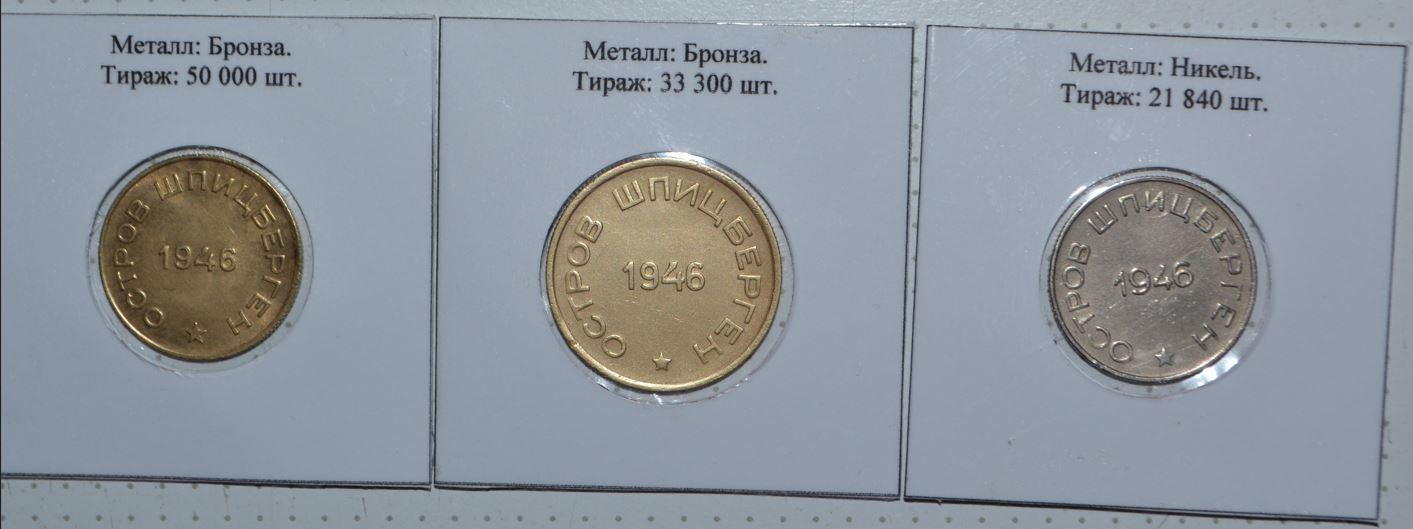 Металл: Бронза.
Тираж: 50 000 шт.
ОСТРОВ ШПИЦБЕРГЕН
1946
Металл: Бронза.
Тираж: 33 300 шт.
ОСТРОВ ШПИЦБЕРГЕН
1946
Металл: Никель.
Тираж: 21 840 шт.
ОСТРОВ ШПИЦБЕРГЕН
1946